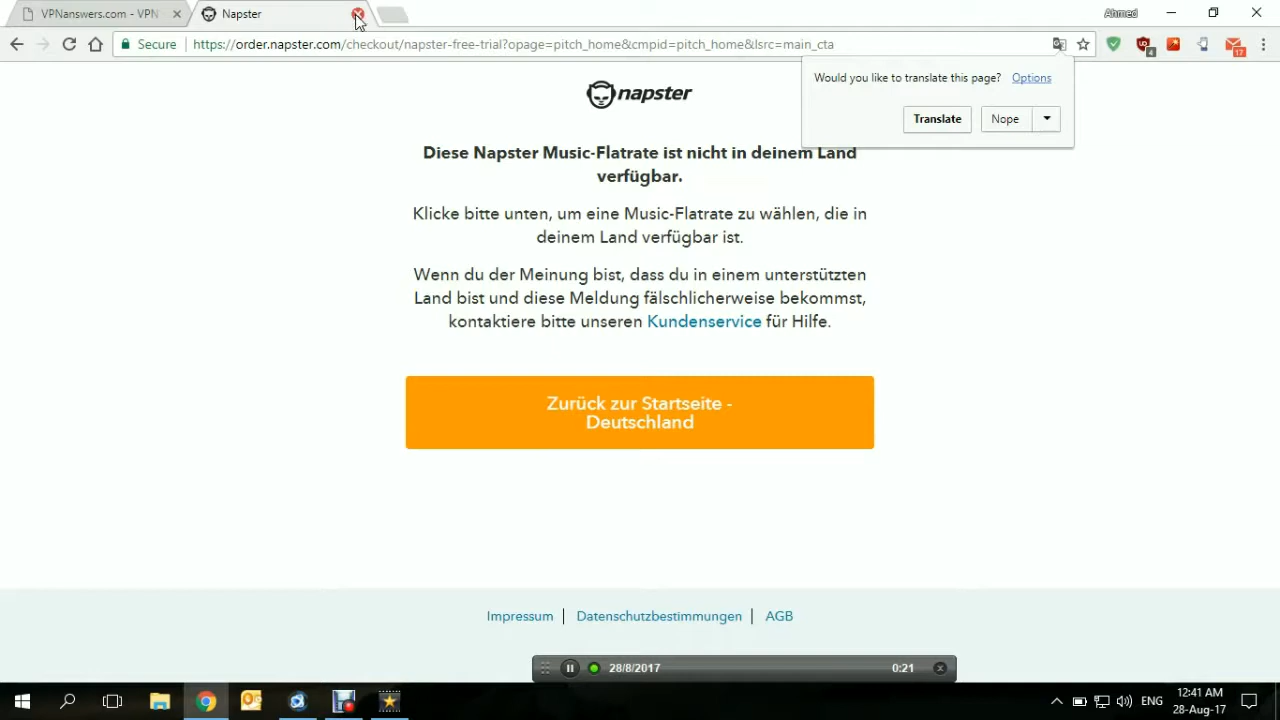 VPNanswers.com - VPN
Napster
Ahmed
Secure
https://order.napster.com/checkout/napster-free-trial?opage=pitch_home&cmpid=pitch_home&lsrc=main_cta
4
17
Would you like to translate this page? Options
Translate
Nope
napster
Diese Napster Music-Flatrate ist nicht in deinem Land
verfügbar.
Klicke bitte unten, um eine Music-Flatrate zu wählen, die in
deinem Land verfügbar ist.
Wenn du der Meinung bist, dass du in einem unterstützten
Land bist und diese Meldung fälschlicherweise bekommst,
kontaktiere bitte unseren Kundenservice für Hilfe.
Zurück zur Startseite -
Deutschland
Impressum | Datenschutzbestimmungen | AGB
28/8/2017
0:21
ENG
12:41 AM
28-Aug-17